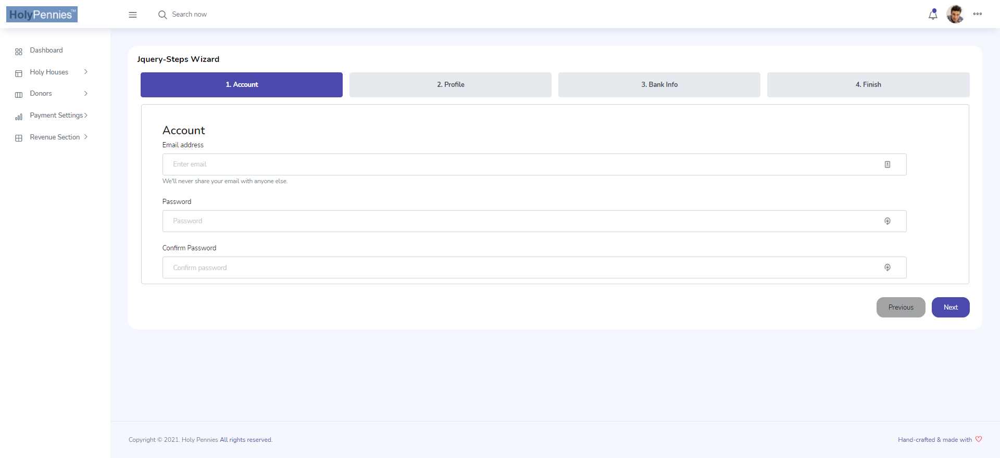 HolyPennies™
Search now
Dashboard
Holy Houses
Donors
Payment Settings
Revenue Section
Jquery-Steps Wizard
1. Account
2. Profile
3. Bank Info
4. Finish
Account
Email address
Enter email
We'll never share your email with anyone else.
Password
Password
Confirm Password
Confirm password
Previous
Next
Copyright © 2021. Holy Pennies All rights reserved.
Hand-crafted & made with